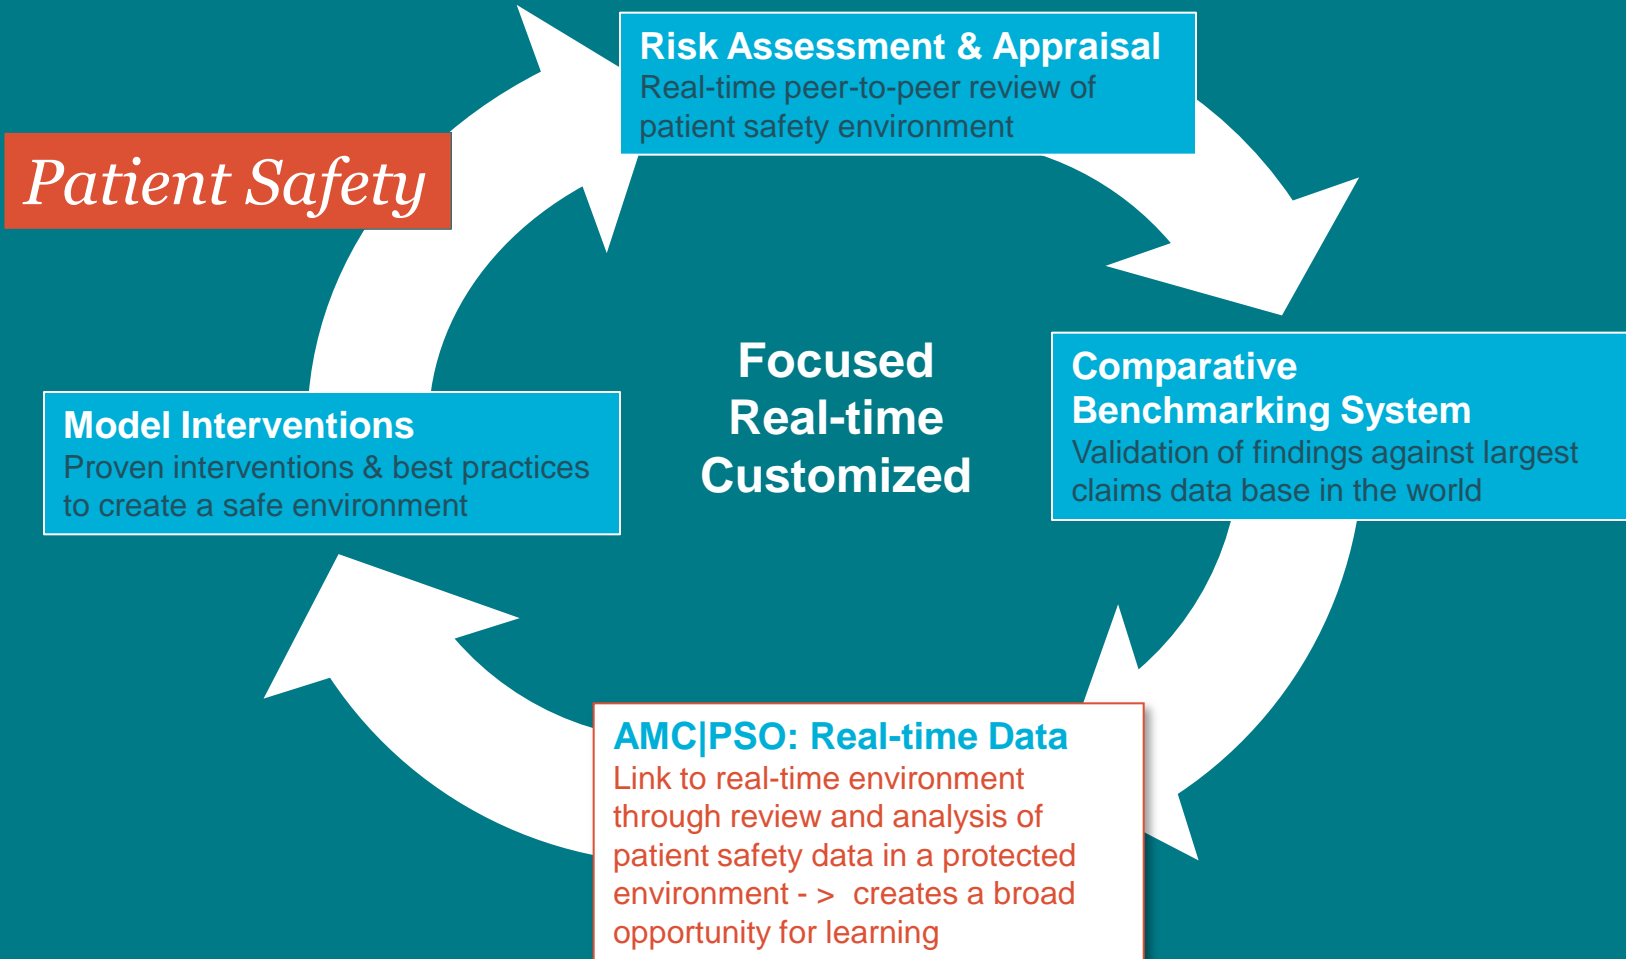 Patient Safety
Risk Assessment & Appraisal
Real-time peer-to-peer review of
patient safety environment
Comparative
Benchmarking System
Validation of findings against largest
claims data base in the world
AMC|PSO: Real-time Data
Link to real-time environment
through review and analysis of
patient safety data in a protected
environment - > creates a broad
opportunity for learning
Model Interventions
Proven interventions & best practices
to create a safe environment
Focused
Real-time
Customized